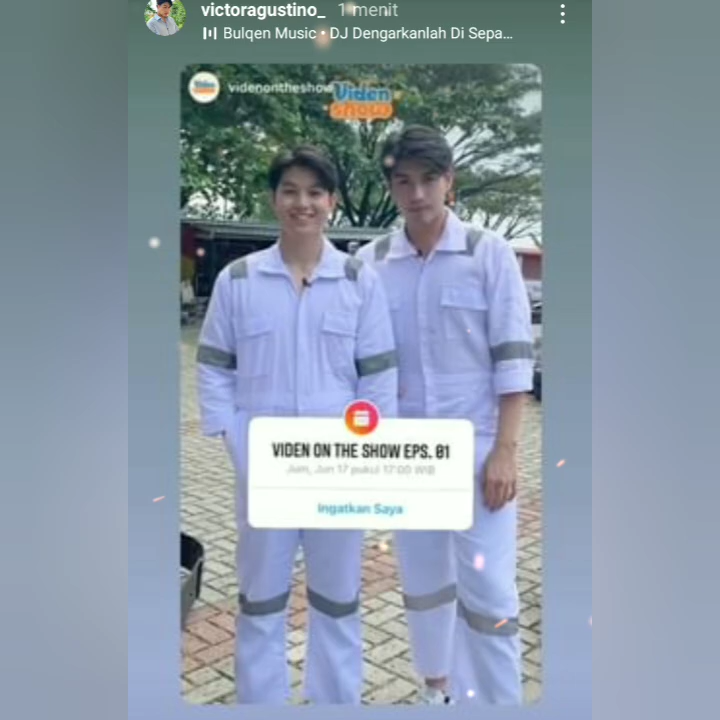 victoragustino_ 1 menit
Bulqen Music • DJ Dengarkanlah Di Sepa...
videnontheshow
Viden
show
VIDEN ON THE SHOW EPS. 01
Jum, Jun 17 pukul 17:00 WIB
Ingatkan Saya